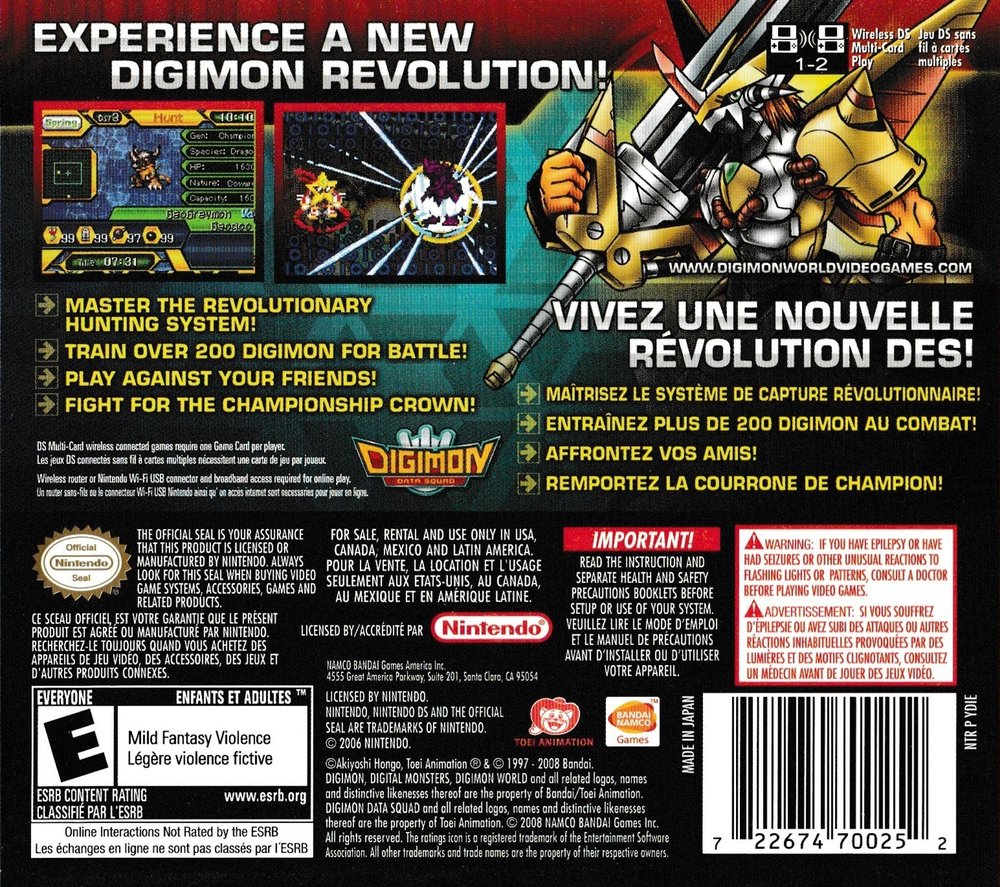 EXPERIENCE A NEW
DIGIMON REVOLUTION!
Wireless DS
Multi-Card
Play
Jeu DS sans
fil à cartes
multiples
1-2
Spring
Day 3
Hunt
10:10
Gen: Champio
Species: Drago
HP: 163
Nature:
Capacity: 160
GeoGreymon
99
99
97
99
Time 07:31
WWW.DIGIMONWORLDVIDEOGAMES.COM
MASTER THE REVOLUTIONARY
HUNTING SYSTEM!
TRAIN OVER 200 DIGIMON FOR BATTLE!
PLAY AGAINST YOUR FRIENDS!
FIGHT FOR THE CHAMPIONSHIP CROWN!
VIVEZ UNE NOUVELLE
RÉVOLUTION DES!
MAÎTRISEZ LE SYSTÈME DE CAPTURE RÉVOLUTIONNAIRE!
ENTRAÎNEZ PLUS DE 200 DIGIMON AU COMBAT!
AFFRONTEZ VOS AMIS!
REMPORTEZ LA COURRONE DE CHAMPION!
DS Multi-Card wireless connected games require one Game Card per player.
Les jeux DS connectés sans fil à cartes multiples nécessitent une carte de jeu par joueur.
Wireless router or Nintendo Wi-Fi USB connector and broadband access required for online play.
Un router sans-fils ou le connecteur Wi-Fi USB Nintendo ainsi qu' un accès internet sont necessaries pour jouer en ligne.
DIGIMON
DATA SQUAD
Official
Nintendo
Seal
THE OFFICIAL SEAL IS YOUR ASSURANCE
THAT THIS PRODUCT IS LICENSED OR
MANUFACTURED BY NINTENDO. ALWAYS
LOOK FOR THIS SEAL WHEN BUYING VIDEO
GAME SYSTEMS, ACCESSORIES, GAMES AND
RELATED PRODUCTS.
CE SCEAU OFFICIEL EST VOTRE GARANTIE QUE LE PRÉSENT
PRODUIT EST AGRÉÉ OU MANUFACTURÉ PAR NINTENDO.
RECHERCHEZ-LE TOUJOURS QUAND VOUS ACHETEZ DES
APPAREILS DE JEU VIDÉO, DES ACCESSOIRES, DES JEUX ET
D'AUTRES PRODUITS CONNEXES.
FOR SALE, RENTAL AND USE ONLY IN USA,
CANADA, MEXICO AND LATIN AMERICA.
POUR LA VENTE, LA LOCATION ET L'USAGE
SEULEMENT AUX ETATS-UNIS, AU CANADA,
AU MEXIQUE ET EN AMÉRIQUE LATINE.
LICENSED BY/ACCRÉDITÉ PAR
Nintendo®
IMPORTANT!
READ THE INSTRUCTION AND
SEPARATE HEALTH AND SAFETY
PRECAUTIONS BOOKLETS BEFORE
SETUP OR USE OF YOUR SYSTEM.
VEUILLEZ LIRE LE MODE D'EMPLOI
ET LE MANUEL DE PRÉCAUTIONS
AVANT D'INSTALLER OU D'UTILISER
VOTRE APPAREIL.
WARNING: IF YOU HAVE EPILEPSY OR HAVE
HAD SEIZURES OR OTHER UNUSUAL REACTIONS TO
FLASHING LIGHTS OR PATTERNS, CONSULT A DOCTOR
BEFORE PLAYING VIDEO GAMES.
ADVERTISSEMENT: SI VOUS SOUFFREZ
D'ÉPILEPSIE OU AVEZ SUBI DES ATTAQUES OU AUTRES
RÉACTIONS INHABITUELLES PROVOQUÉES PAR DES
LUMIÈRES ET DES MOTIFS CLIGNOTANTS, CONSULTEZ
UN MÉDECIN AVANT DE JOUER DES JEUX VIDÉO.
NAMCO BANDAI Games America Inc.
4555 Great America Parkway, Suite 201, Santa Clara, CA 95054
LICENSED BY NINTENDO.
NINTENDO, NINTENDO DS AND THE OFFICIAL
SEAL ARE TRADEMARKS OF NINTENDO.
© 2006 NINTENDO.
TOEI ANIMATION
BANDAI
NAMCO
Games
EVERYONE
ENFANTS ET ADULTES ™
E
Mild Fantasy Violence
Légère violence fictive
ESRB CONTENT RATING
www.esrb.org
CLASSIFIÉ PAR L'ESRB
Online Interactions Not Rated by the ESRB
Les échanges en ligne ne sont pas classés par l'ESRB
©Akiyoshi Hongo, Toei Animation ® & © 1997 - 2008 Bandai.
DIGIMON, DIGITAL MONSTERS, DIGIMON WORLD and all related logos, names
and distinctive likenesses thereof are the property of Bandai/Toei Animation.
DIGIMON DATA SQUAD and all related logos, names and distinctive likenesses
thereof are the property of Toei Animation. © 2008 NAMCO BANDAI Games Inc.
All rights reserved. The ratings icon is a registered trademark of the Entertainment Software
Association. All other trademarks and trade names are the property of their respective owners.
MADE IN JAPAN
NTR P YDIE
7 22674 70025 2